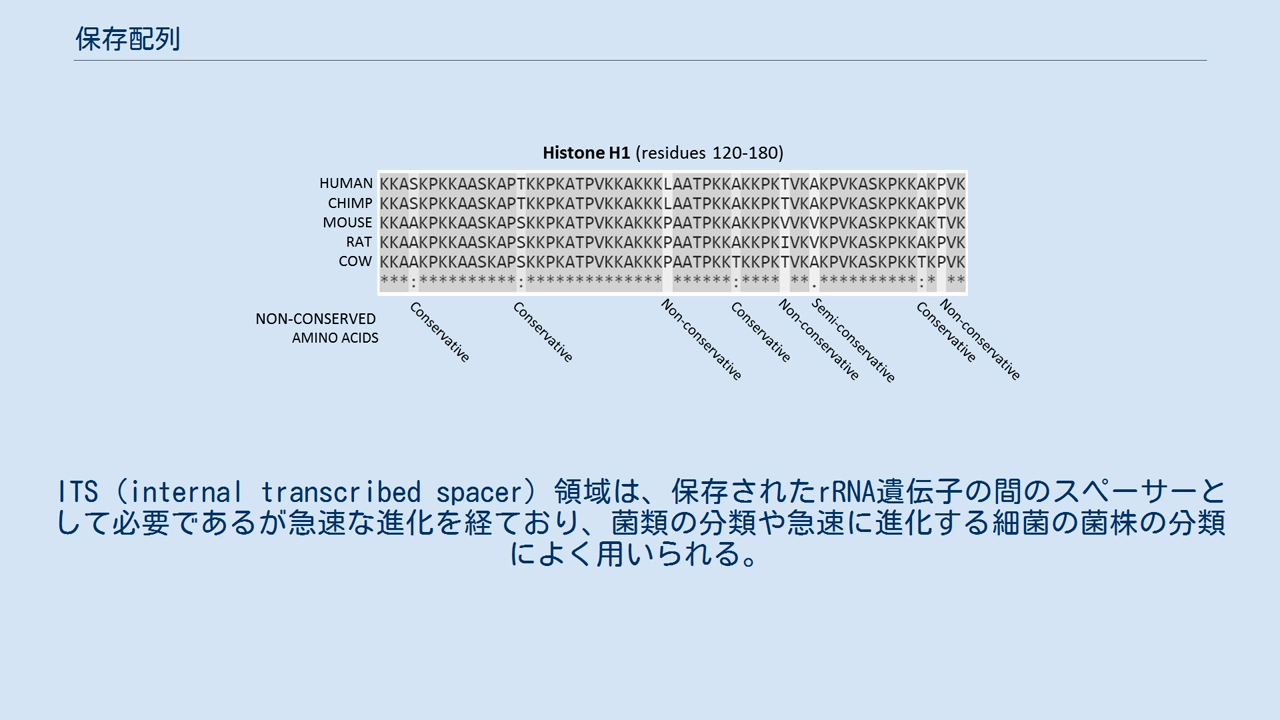 保存配列
Histone H1 (residues 120-180)
HUMAN KKASKPKKAASKAPTKKPKATPVKKAKKKLAATPKKAKKPKTVKAKPVKASKPKKAKPVK
CHIMP KKASKPKKAASKAPTKKPKATPVKKAKKKLAATPKKAKKPKTVKAKPVKASKPKKAKPVK
MOUSE KKAAKPKKAASKAPSKKPKATPVKKAKKKPAATPKKAKKPKVVKVKPVKASKPKKAKTVK
RAT KKAAKPKKAASKAPSKKPKATPVKKAKKKPAATPKKAKKPKIVKVKPVKASKPKKAKPVK
COW KKAAKPKKAASKAPSKKPKATPVKKAKKKPAATPKKTKKPKTVKAKPVKASKPKKTKPVK
***:**********:************** ******:**** **.**********:* **
NON-CONSERVED
AMINO ACIDS
Conservative
Conservative
Non-conservative
Conservative
Non-conservative
Semi-conservative
Conservative
Non-conservative
ITS（internal transcribed spacer）領域は、保存されたrRNA遺伝子の間のスペーサーと
して必要であるが急速な進化を経ており、菌類の分類や急速に進化する細菌の菌株の分類
によく用いられる。